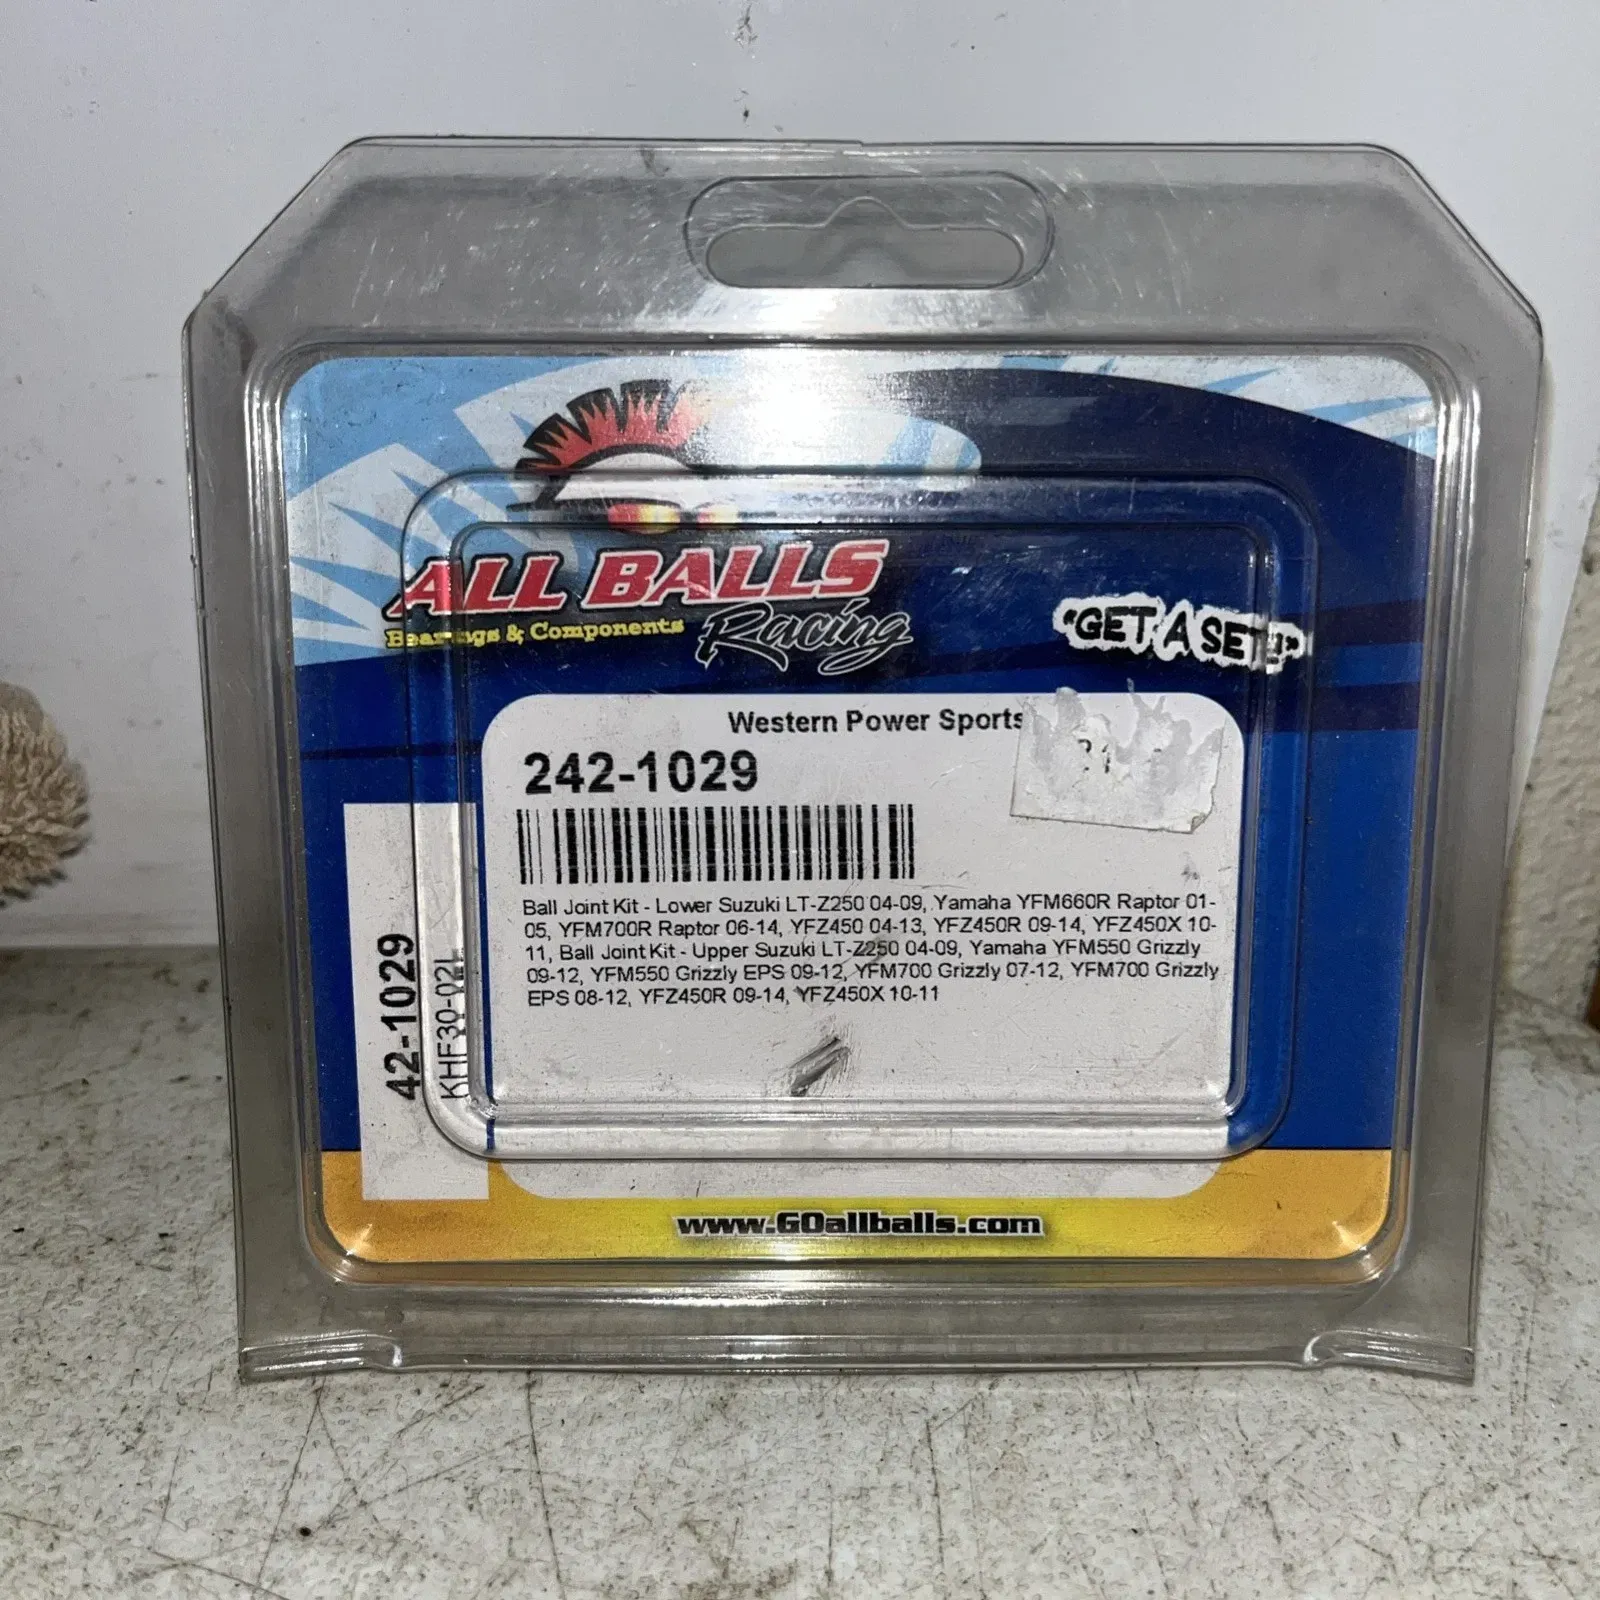 ALL BALLS
Bearings & Components
Racing
"GET A SET!"
Western Power Sports
242-1029
Ball Joint Kit - Lower Suzuki LT-Z250 04-09, Yamaha YFM660R Raptor 01-
05, YFM700R Raptor 06-14, YFZ450 04-13, YFZ450R 09-14, YFZ450X 10-
11, Ball Joint Kit - Upper Suzuki LT-Z250 04-09, Yamaha YFM550 Grizzly
09-12, YFM550 Grizzly EPS 09-12, YFM700 Grizzly 07-12, YFM700 Grizzly
EPS 08-12, YFZ450R 09-14, YFZ450X 10-11
42-1029
www.GOallballs.com